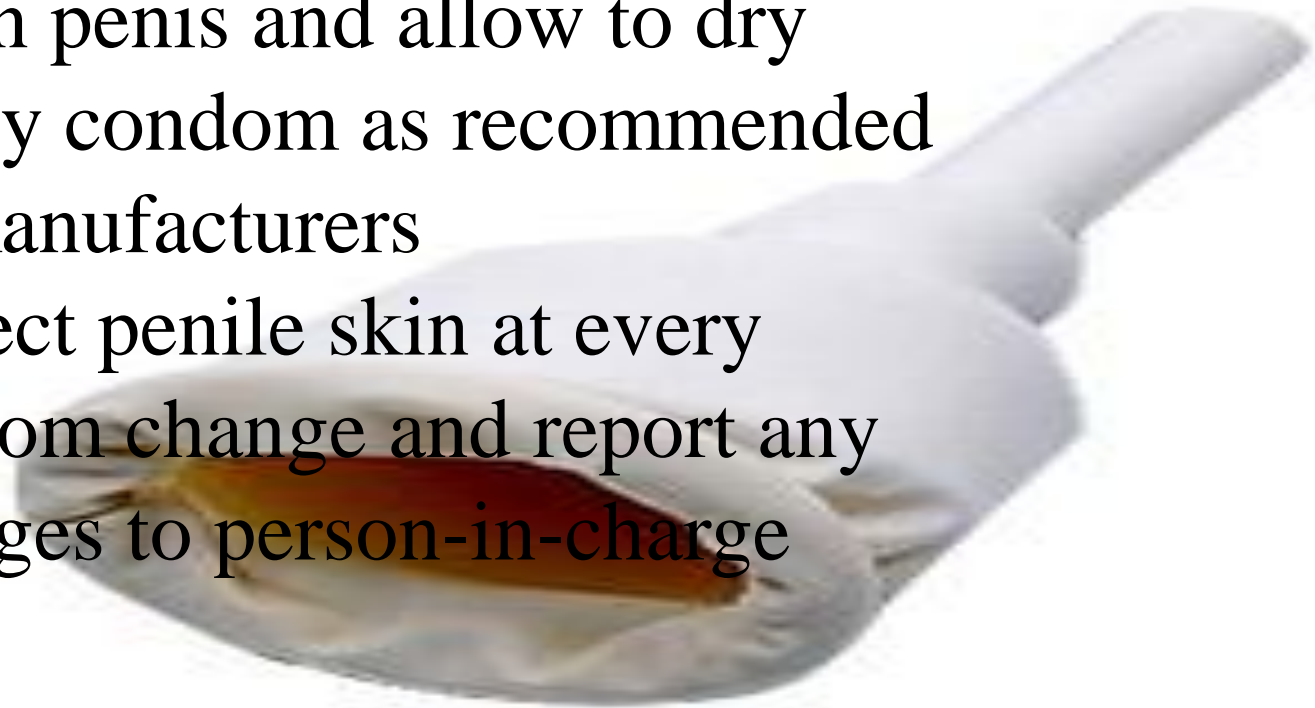 n penis and allow to dry
y condom as recommended
anufacturers
ect penile skin at every
om change and report any
ges to person-in-charge